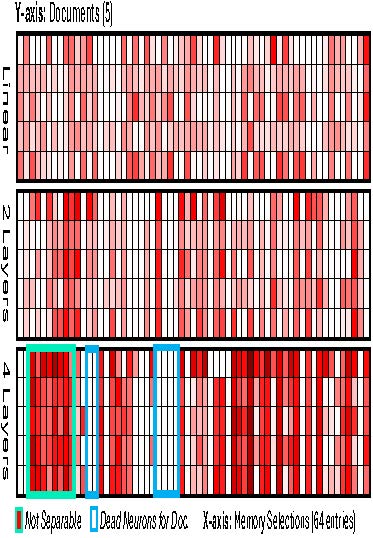 Y-axis: Documents (5)
Linear
2 Layers
4 Layers
Not Separable Dead Neurons for Doc. X-axis: Memory Selections (64 entries)